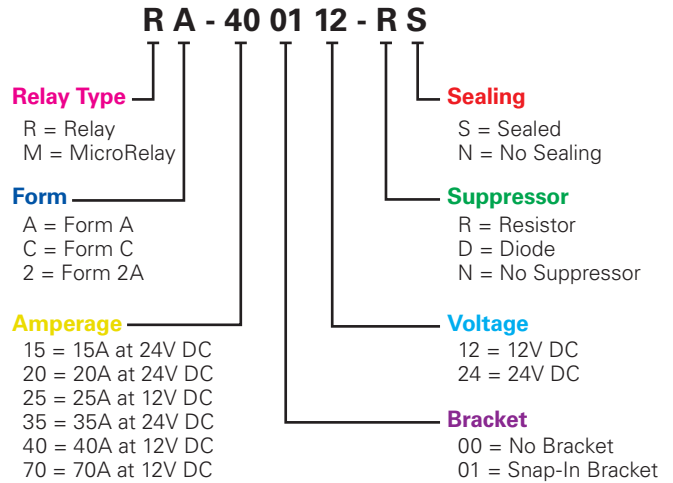 R A - 40 01 12 - R S
Relay Type
R = Relay
M = MicroRelay
Form
A = Form A
C = Form C
2 = Form 2A
Amperage
15 = 15A at 24V DC
20 = 20A at 24V DC
25 = 25A at 12V DC
35 = 35A at 24V DC
40 = 40A at 12V DC
70 = 70A at 12V DC
Sealing
S = Sealed
N = No Sealing
Suppressor
R = Resistor
D = Diode
N = No Suppressor
Voltage
12 = 12V DC
24 = 24V DC
Bracket
00 = No Bracket
01 = Snap-In Bracket